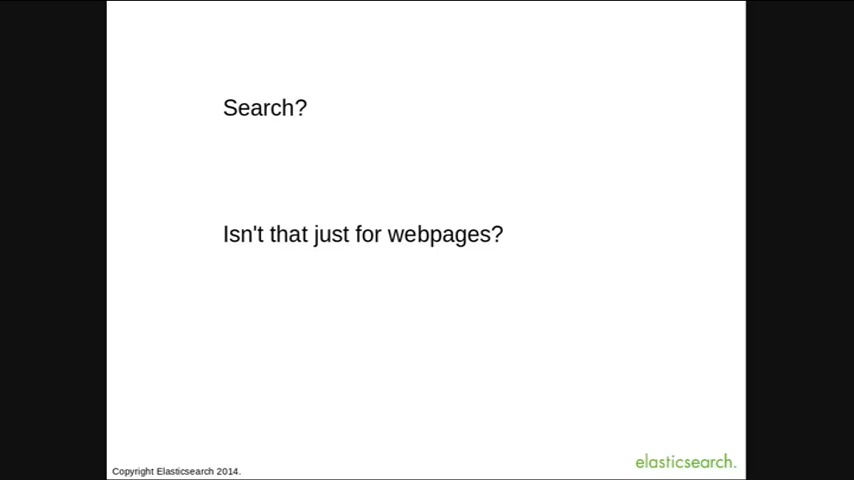 Search?
Isn't that just for webpages?
Copyright Elasticsearch 2014.
elasticsearch.